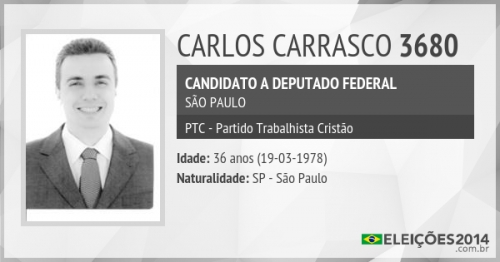 CARLOS CARRASCO 3680
CANDIDATO A DEPUTADO FEDERAL
SÃO PAULO
PTC - Partido Trabalhista Cristão
Idade: 36 anos (19-03-1978)
Naturalidade: SP - São Paulo
ELEIÇÕES2014
.com.br